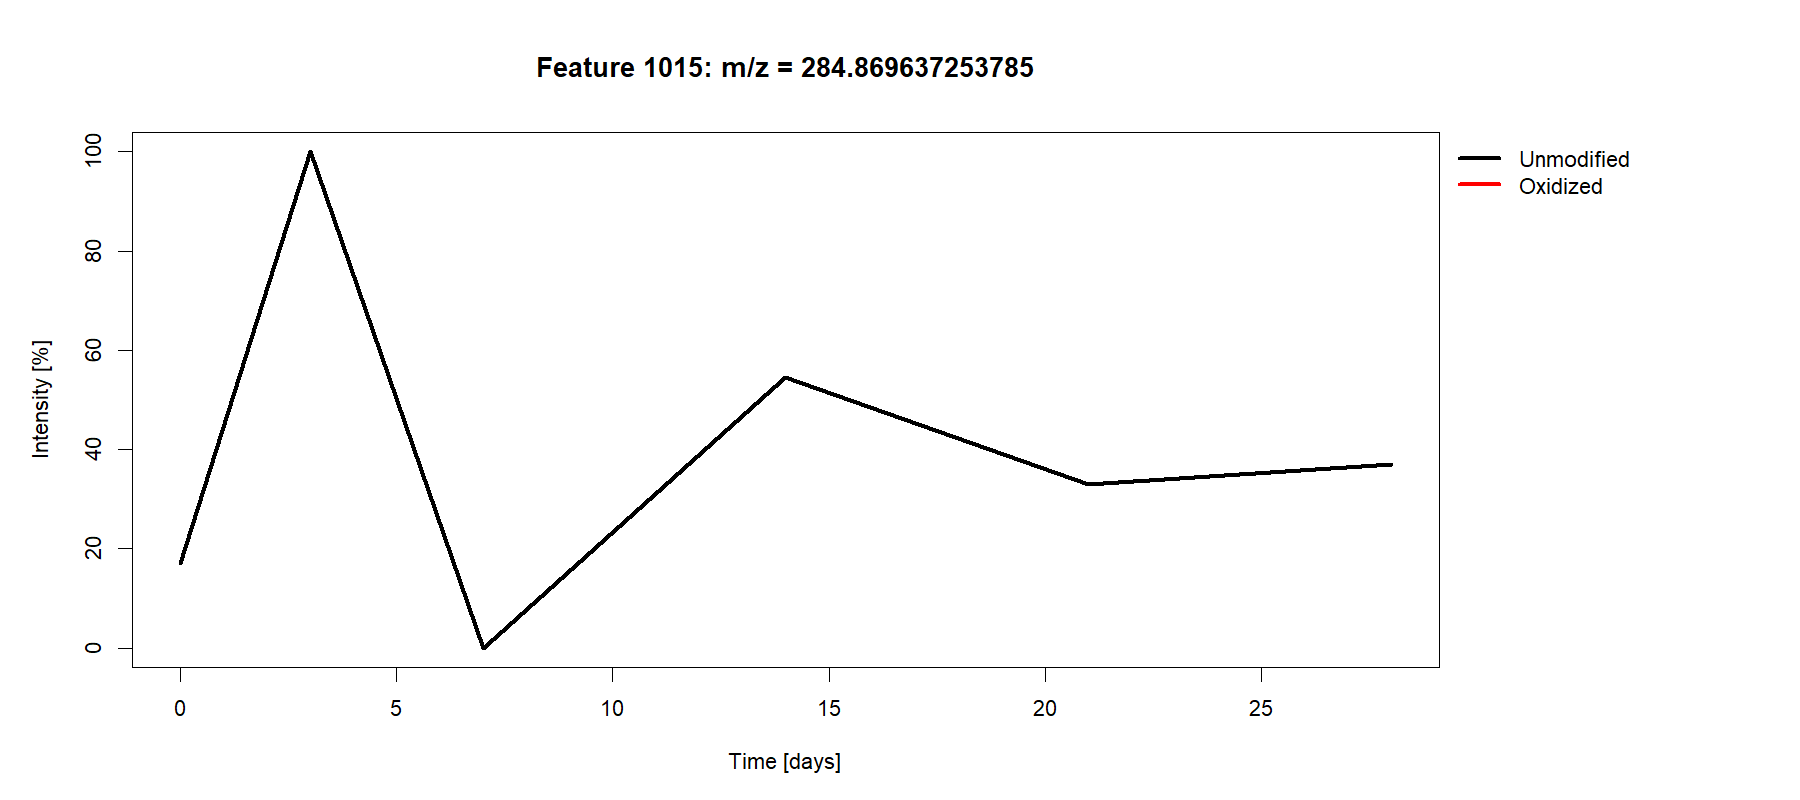 Feature 1015: m/z = 284.869637253785
Unmodified
Oxidized
Intensity [%]
100
80
60
40
20
0
0 5 10 15 20 25
Time [days]